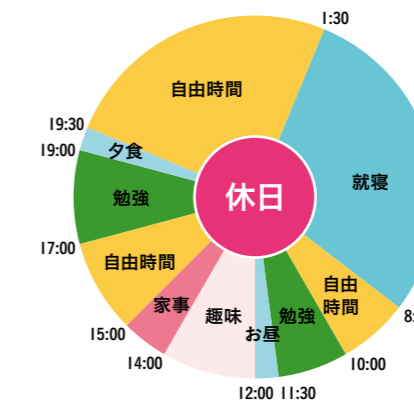 1:30
自由時間
19:30
夕食
19:00
就寝
勉強
休日
17:00
自由時間
自由
時間
家事
趣味
勉強
お昼
15:00
14:00
10:00
12:00
11:30